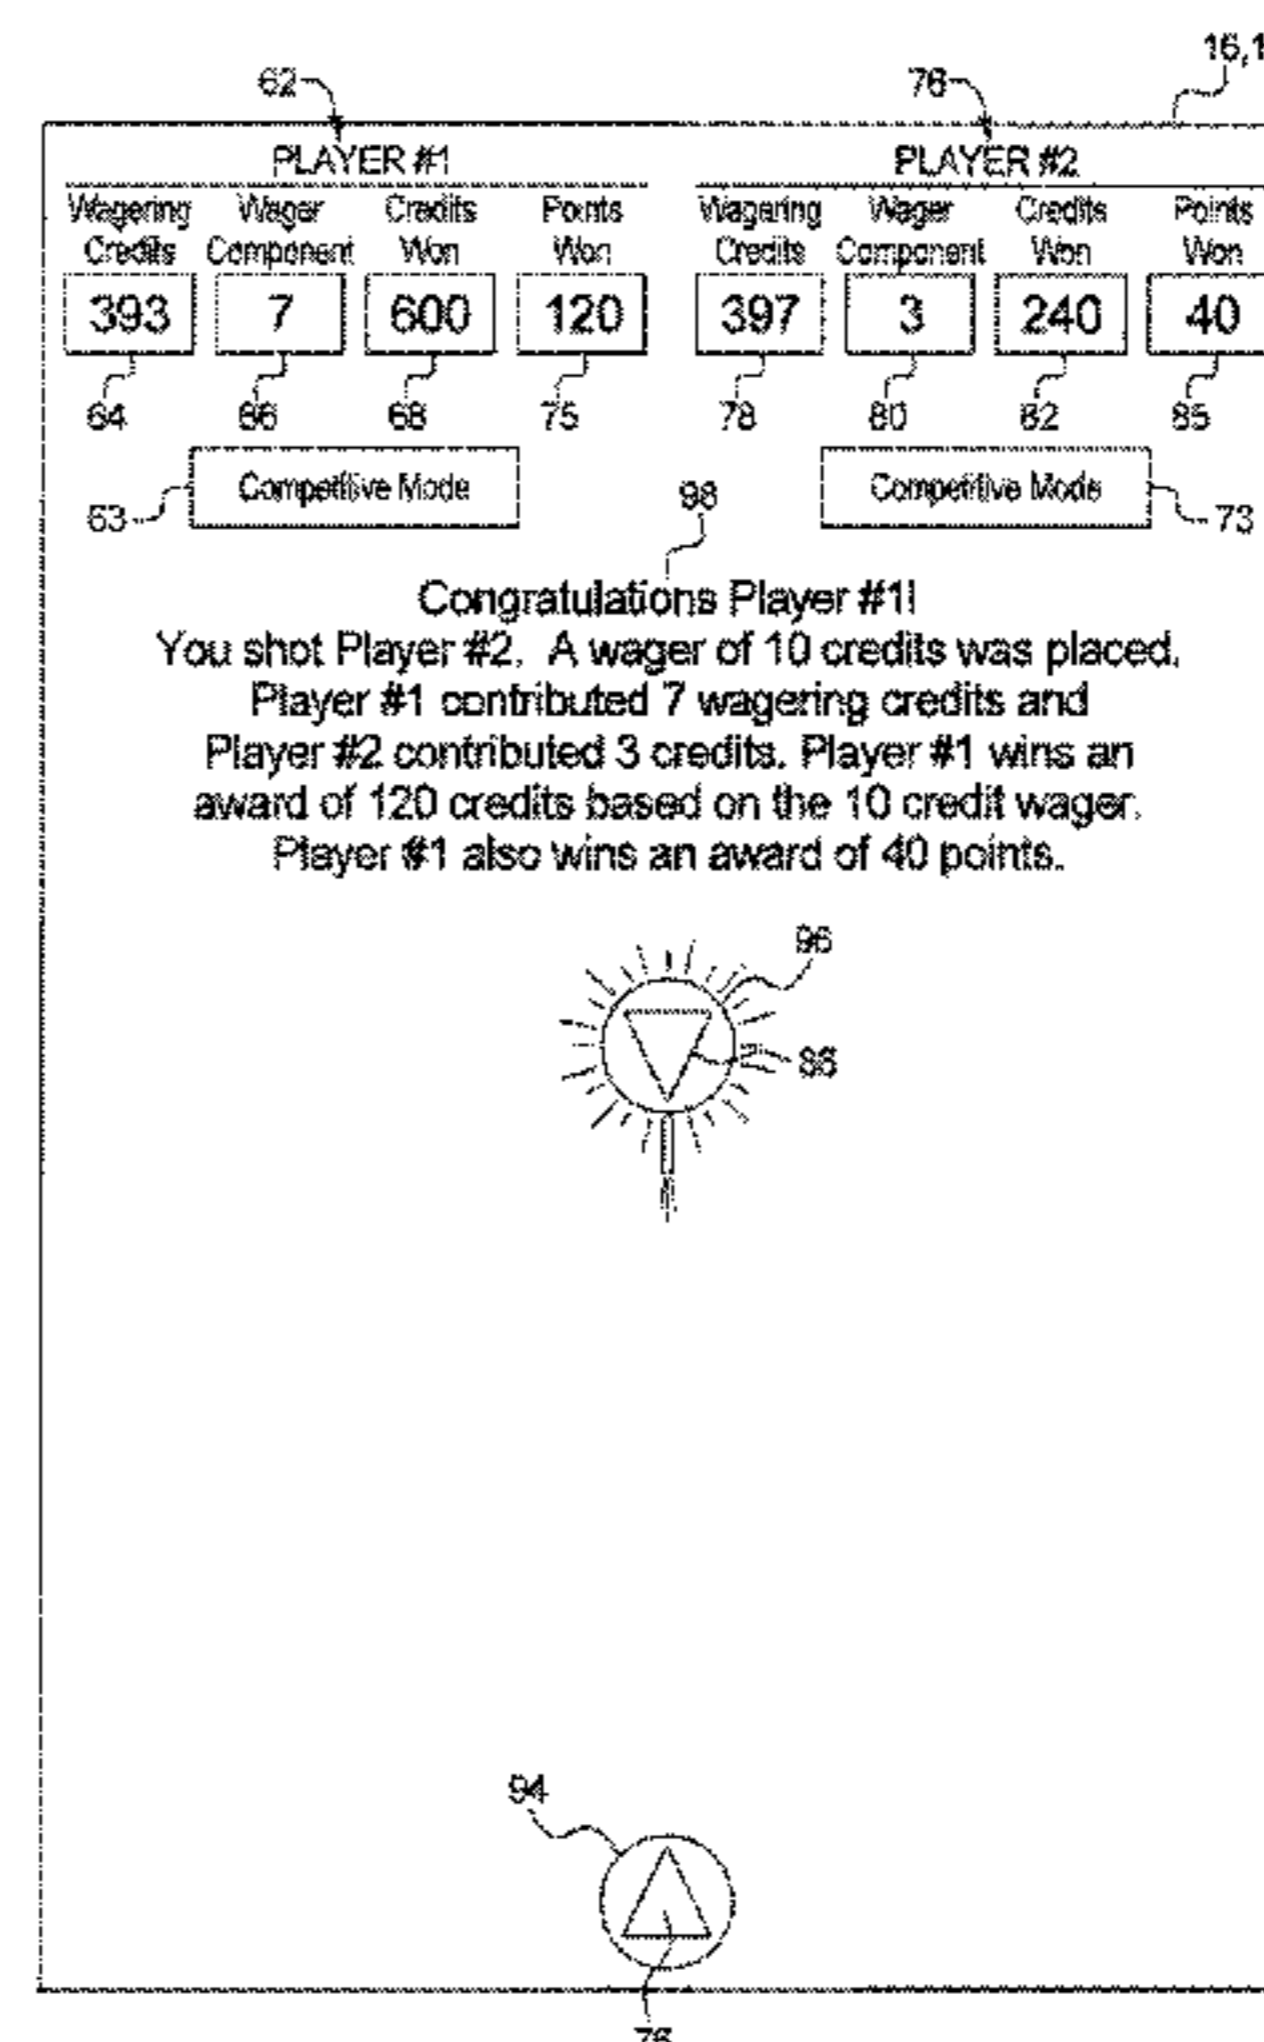 16,1
62 76
PLAYER #1 PLAYER #2
Wagering Wager Credits Points Wagering Wager Credits Points
Credits Component Won Won Credits Component Won Won
393 7 600 120 397 3 240 40
64 66 68 75 78 80 82 85
Competitive Mode Competitive Mode
63 98 73
Congratulations Player #1!
You shot Player #2. A wager of 10 credits was placed.
Player #1 contributed 7 wagering credits and
Player #2 contributed 3 credits. Player #1 wins an
award of 120 credits based on the 10 credit wager.
Player #1 also wins an award of 40 points.
96
88
94
76